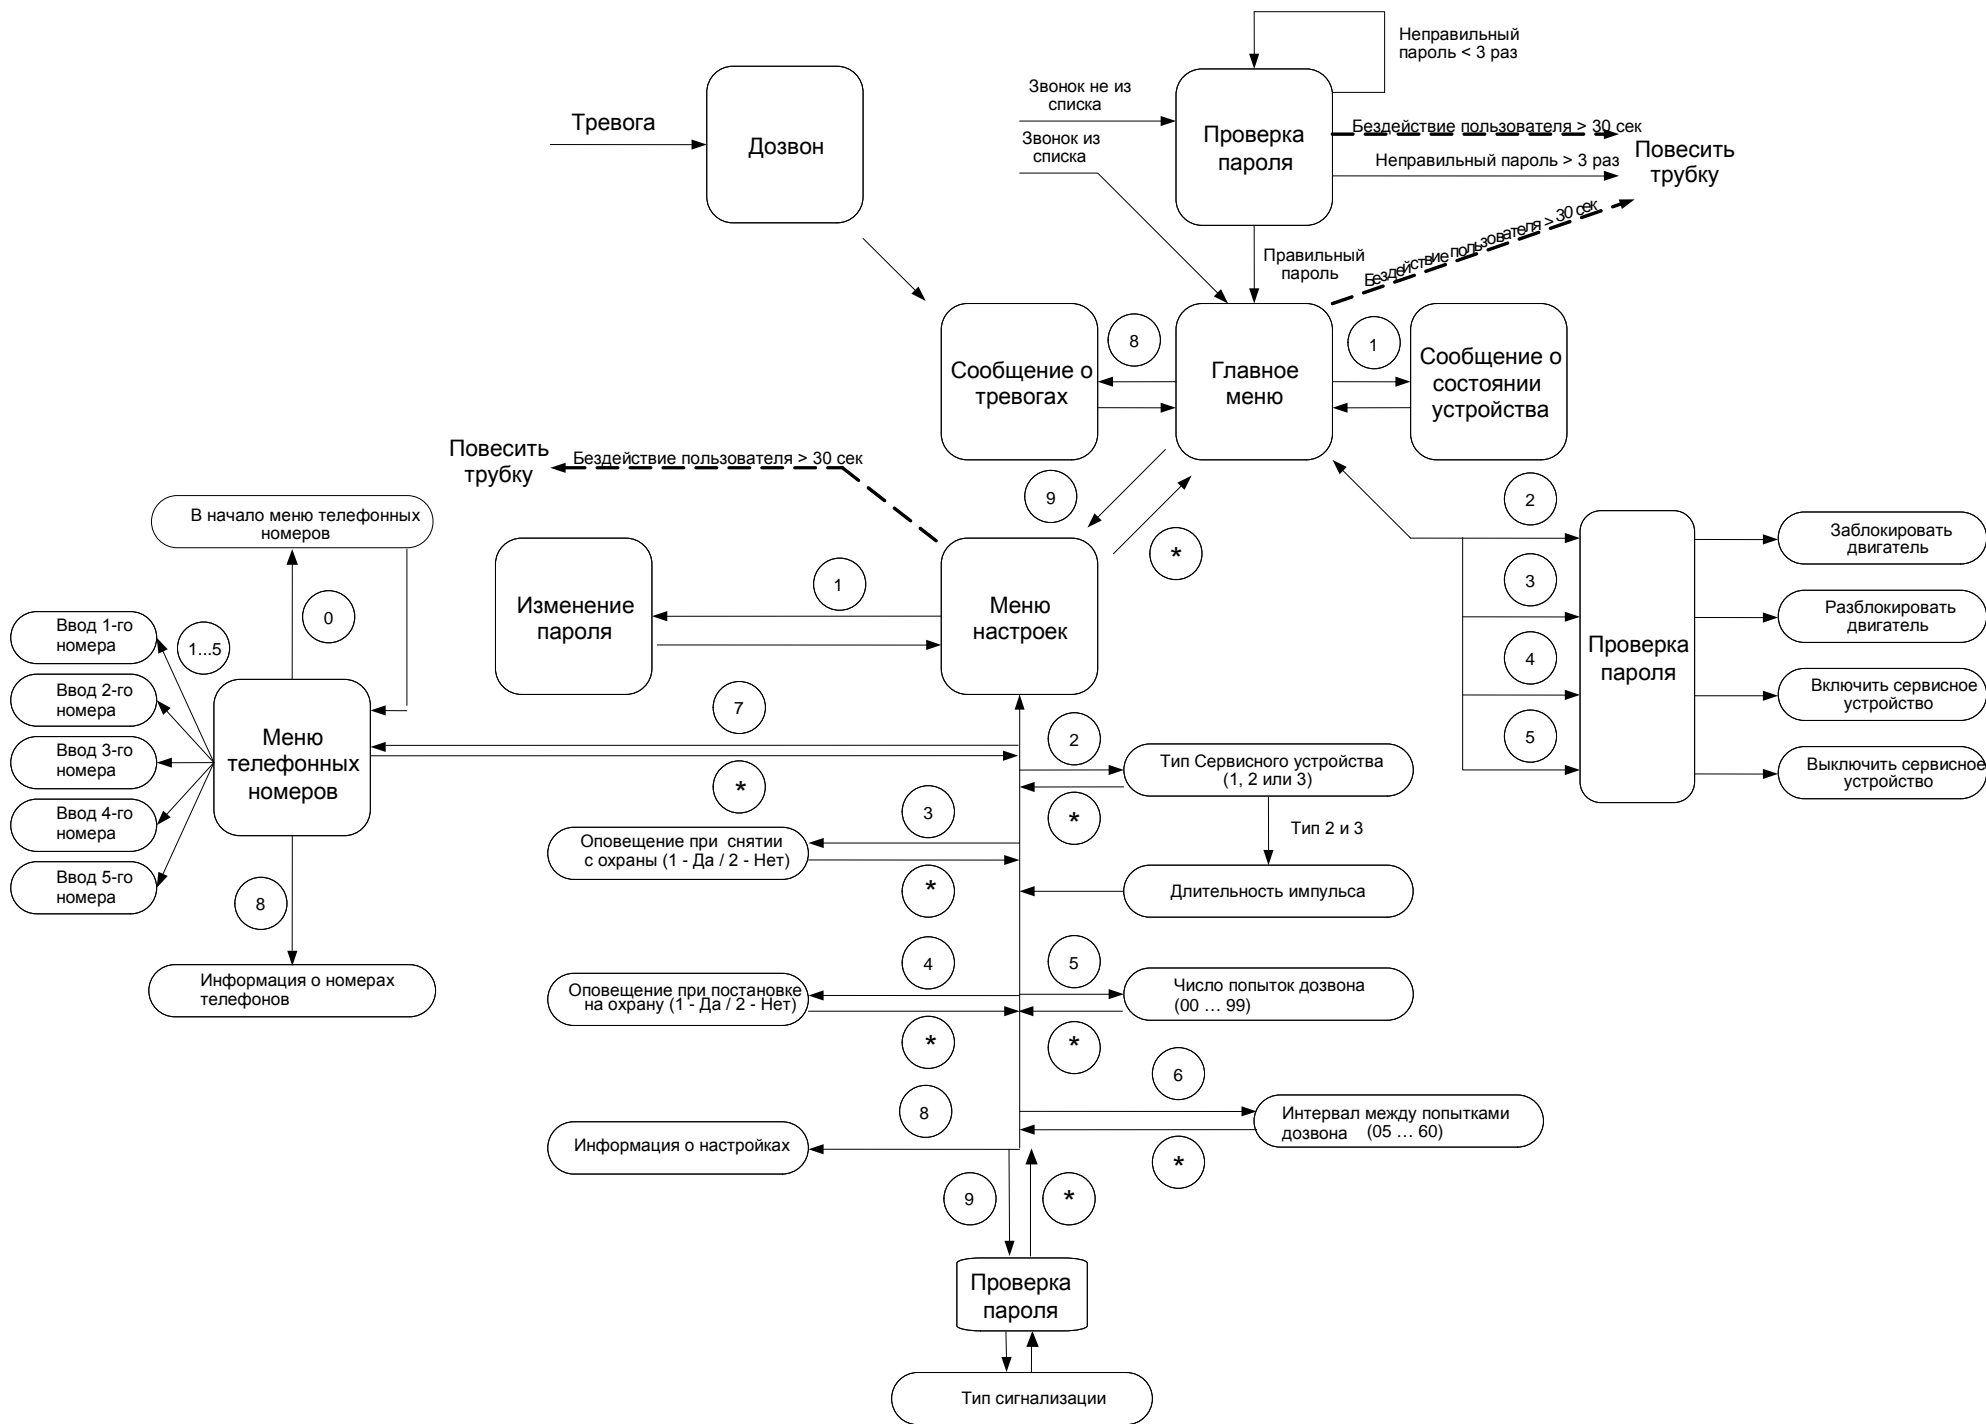 Неправильный
пароль < 3 раз
Звонок не из
списка
Тревога
Дозвон
Звонок из
списка
Проверка
пароля
Бездействие пользователя > 30 сек
Неправильный пароль > 3 раз
Повесить
трубку
Бездействие пользователя > 30 сек
Правильный
пароль
8
1
Сообщение о
тревогах
Главное
меню
Сообщение о
состоянии
устройства
Повесить
трубку
Бездействие пользователя > 30 сек
9
*
2
В начало меню телефонных
номеров
Заблокировать
двигатель
0
1
3
Изменение
пароля
Меню
настроек
Ввод 1-го
номера
1...5
Разблокировать
двигатель
4
Проверка
пароля
Ввод 2-го
номера
7
Включить сервисное
устройство
5
Меню
телефонных
номеров
Ввод 3-го
номера
2
Тип Сервисного устройства
(1, 2 или 3)
Выключить сервисное
устройство
*
*
Ввод 4-го
номера
3
Тип 2 и 3
Оповещение при снятии
с охраны (1 - Да / 2 - Нет)
Ввод 5-го
номера
*
Длительность импульса
8
4
5
Информация о номерах
телефонов
Оповещение при постановке
на охрану (1 - Да / 2 - Нет)
Число попыток дозвона
(00 … 99)
*
*
6
8
Интервал между попытками
дозвона (05 … 60)
Информация о настройках
*
9
*
Проверка
пароля
Тип сигнализации